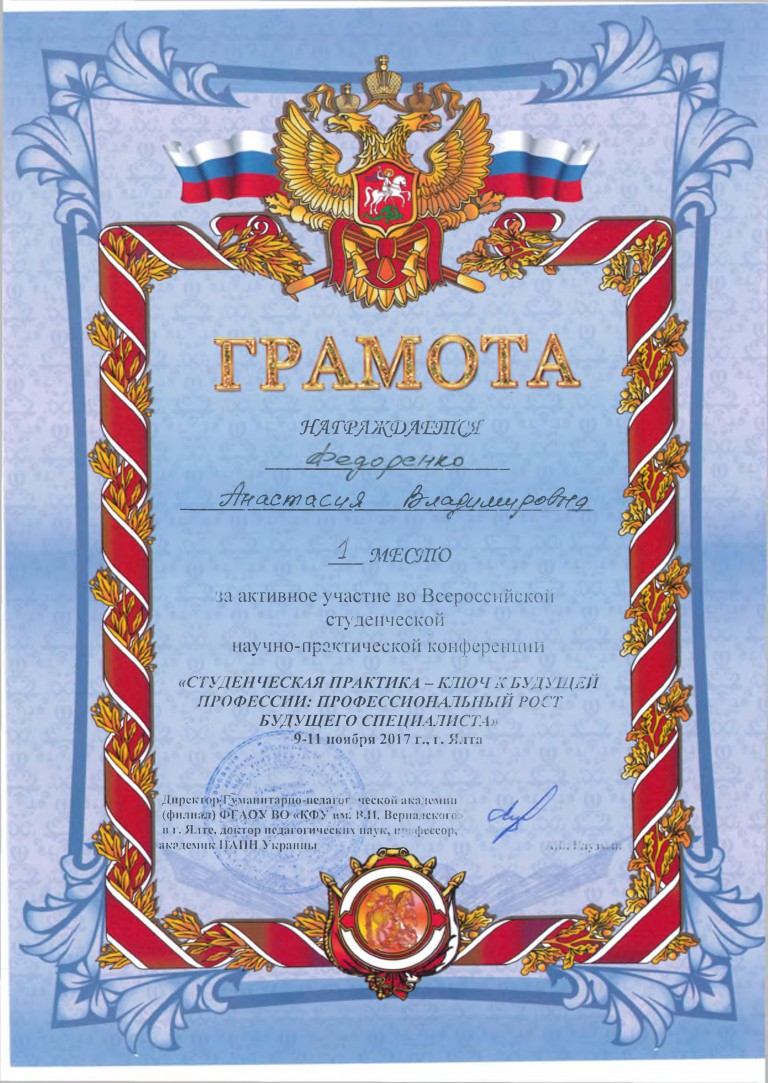 ГРАМОТА
НАГРАЖДАЕТСЯ
Федоренко
Анастасия Владимировна
1 МЕСТО
за активное участие во Всероссийской
студенческой
научно-практической конференции
«СТУДЕНЧЕСКАЯ ПРАКТИКА – КЛЮЧ К БУДУЩЕЙ
ПРОФЕССИИ: ПРОФЕССИОНАЛЬНЫЙ РОСТ
БУДУЩЕГО СПЕЦИАЛИСТА»
9-11 ноября 2017 г., г. Ялта
Директор Гуманитарно-педагогической академии
(филиал) ФГАОУ ВО «КФУ им. В.И. Вернадского»
в г. Ялте, доктор педагогических наук, профессор,
академик НАПН Украины